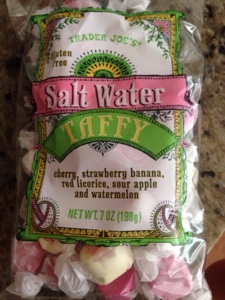 TRADER JOE'S
gluten
free
Salt Water
TAFFY
cherry, strawberry banana,
red licorice, sour apple
and watermelon
NET WT. 7 OZ (198g)